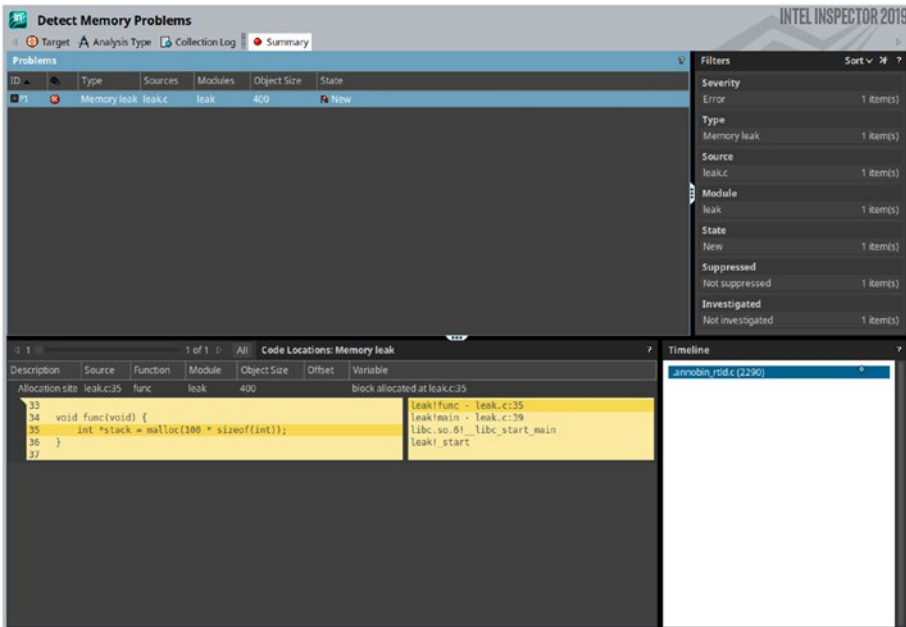 Detect Memory Problems
INTEL INSPECTOR 2019
Target Analysis Type Collection Log Summary
Problems
ID Type Sources Modules Object Size State
P1 Memory leak leak.c leak 400 New
Filters Sort ?
Severity
Error 1 item(s)
Type
Memory leak 1 item(s)
Source
leak.c 1 item(s)
Module
leak 1 item(s)
State
New 1 item(s)
Suppressed
Not suppressed 1 item(s)
Investigated
Not investigated 1 item(s)
1 1 of 1 All Code Locations: Memory leak ?
Description Source Function Module Object Size Offset Variable
Allocation site leak.c:35 func leak 400 block allocated at leak.c:35
33
34 void func(void) {
35 int *stack = malloc(100 * sizeof(int));
36 }
37
leak!func - leak.c:35
leak!main - leak.c:39
libc.so.6!__libc_start_main
leak!_start
Timeline ?
.annobin_rtld.c (2290)